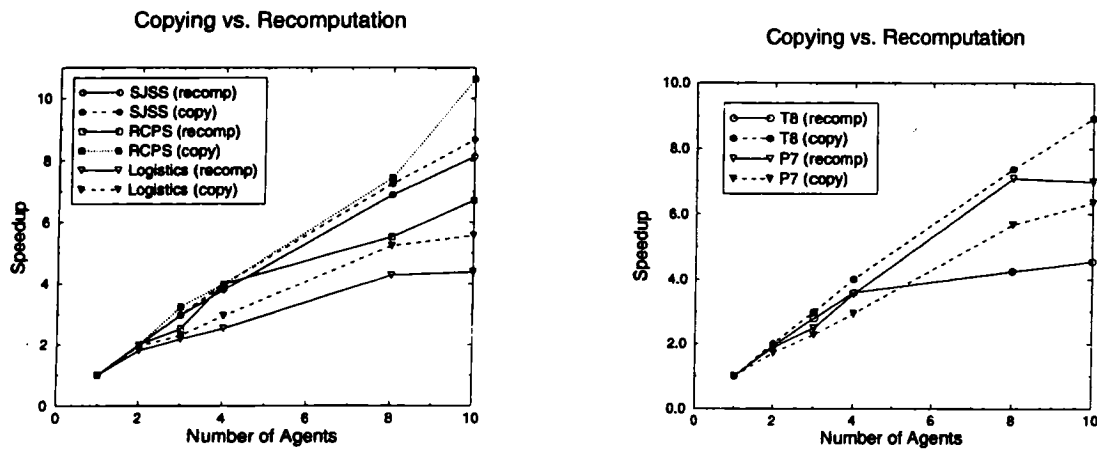 Copying vs. Recomputation
Speedup
10
8
6
4
2
0
SJSS (recomp)
SJSS (copy)
RCPS (recomp)
RCPS (copy)
Logistics (recomp)
Logistics (copy)
0 2 4 6 8 10
Number of Agents
Copying vs. Recomputation
Speedup
10.0
8.0
6.0
4.0
2.0
0.0
T8 (recomp)
T8 (copy)
P7 (recomp)
P7 (copy)
0 2 4 6 8 10
Number of Agents